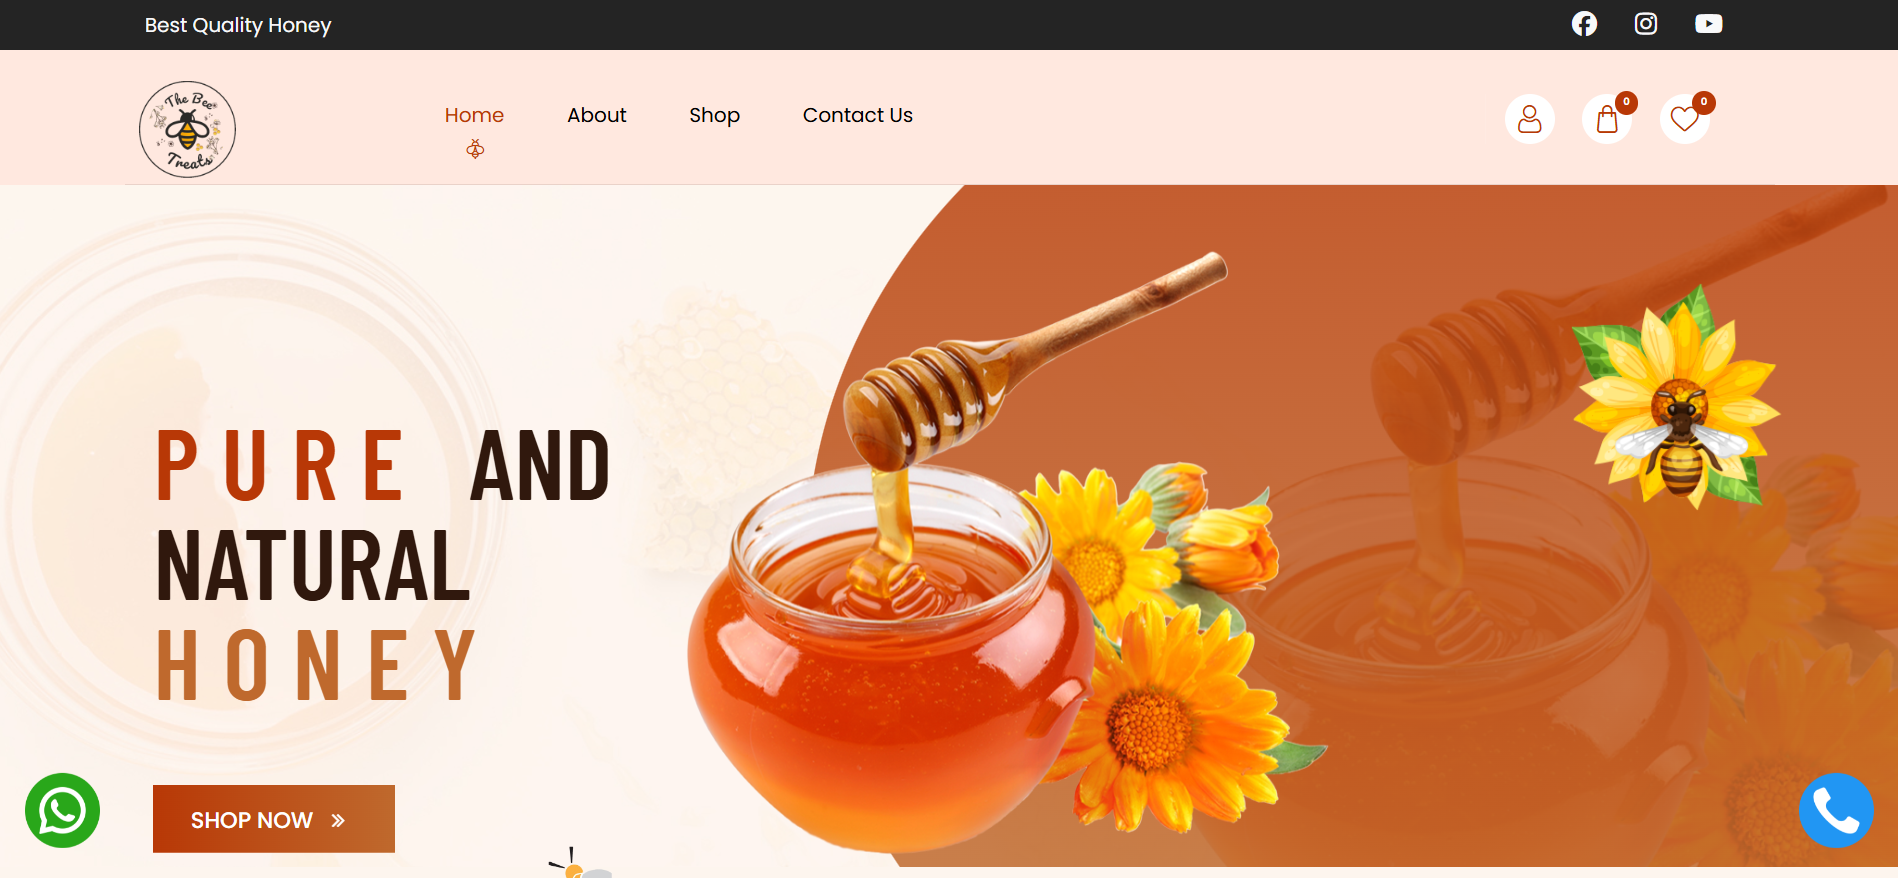 Best Quality Honey
The Bee
Treats
Home
About
Shop
Contact Us
0
0
PURE AND
NATURAL
HONEY
SHOP NOW »